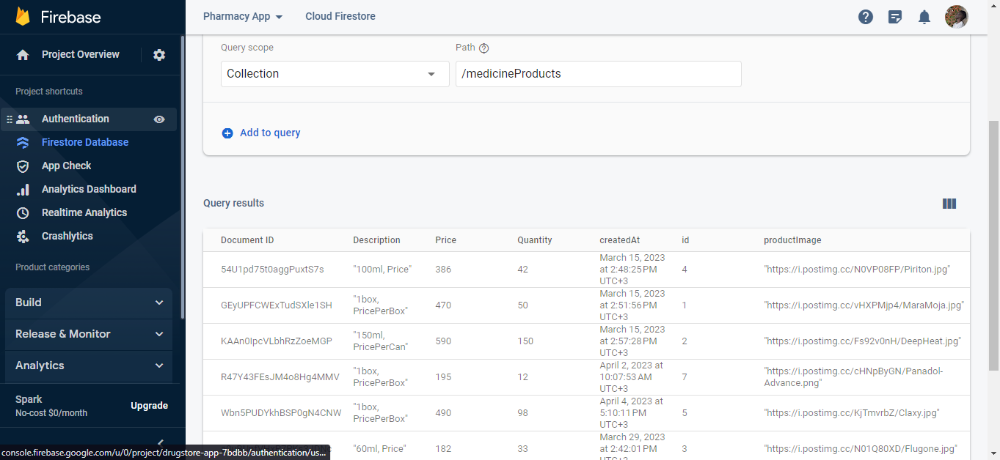 Firebase
Pharmacy App
Cloud Firestore
Project Overview
Project shortcuts
Authentication
Firestore Database
App Check
Analytics Dashboard
Realtime Analytics
Crashlytics
Product categories
Build
Release & Monitor
Analytics
Spark
No-cost $0/month
Upgrade
console.firebase.google.com/u/0/project/drugstore-app-7bdbb/authentication/us...
Query scope
Path
Collection
/medicineProducts
Add to query
Query results
Document ID Description Price Quantity createdAt id productImage
54U1pd75t0aggPuxtS7s "100ml, Price" 386 42 March 15, 2023
at 2:48:25 PM
UTC+3 4 "https://i.postimg.cc/N0VP08FP/Piriton.jpg"
GEyUPFCWExTudSXle1SH "1box,
PricePerBox" 470 50 March 15, 2023
at 2:51:56 PM
UTC+3 1 "https://i.postimg.cc/vHXPMjp4/MaraMoja.jpg"
KAAn0IpcVLbhRzZoeMGP "150ml,
PricePerCan" 590 150 March 15, 2023
at 2:57:28 PM
UTC+3 2 "https://i.postimg.cc/Fs92v0nH/DeepHeat.jpg"
R47Y43FEsJM4o8Hg4MMV "1box,
PricePerBox" 195 12 April 2, 2023 at
10:07:53 AM
UTC+3 7 "https://i.postimg.cc/cHNpByGN/Panadol-
Advance.png"
Wbn5PUDYkhBSP0gN4CNW "1box,
PricePerBox" 490 98 April 4, 2023 at
5:10:11 PM
UTC+3 5 "https://i.postimg.cc/KjTmvrbZ/Claxy.jpg"
"60ml, Price" 182 33 March 29, 2023
at 2:42:01 PM
UTC+3 3 "https://i.postimg.cc/N01Q80XD/Flugone.jpg"